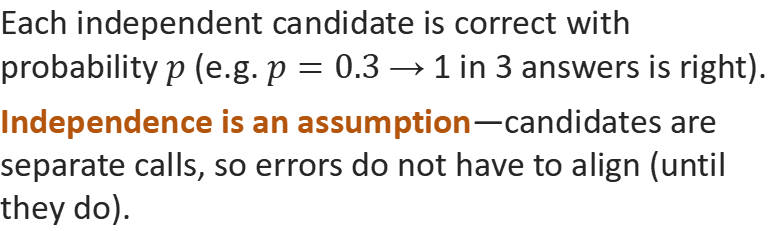 Each independent candidate is correct with
probability p (e.g. p = 0.3 → 1 in 3 answers is right).
Independence is an assumption—candidates are
separate calls, so errors do not have to align (until
they do).